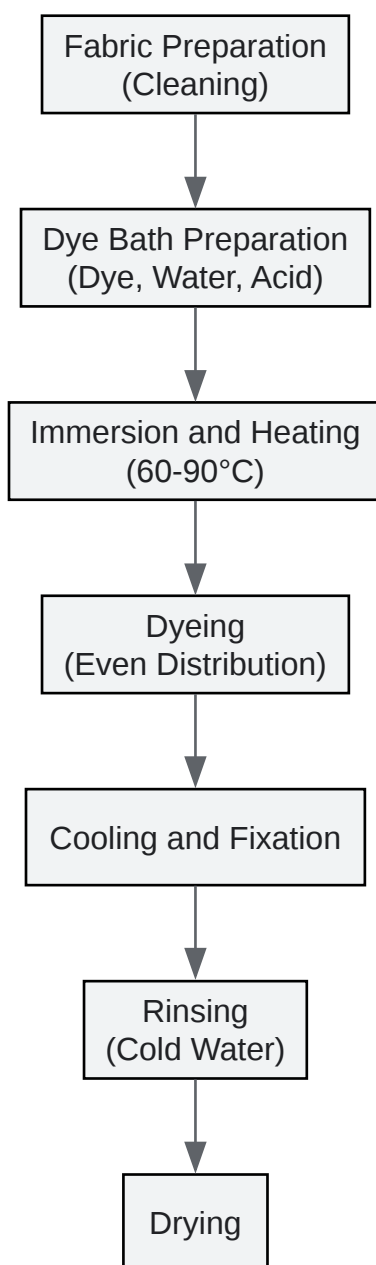 Fabric Preparation
(Cleaning)
Dye Bath Preparation
(Dye, Water, Acid)
Immersion and Heating
(60-90°C)
Dyeing
(Even Distribution)
Cooling and Fixation
Rinsing
(Cold Water)
Drying